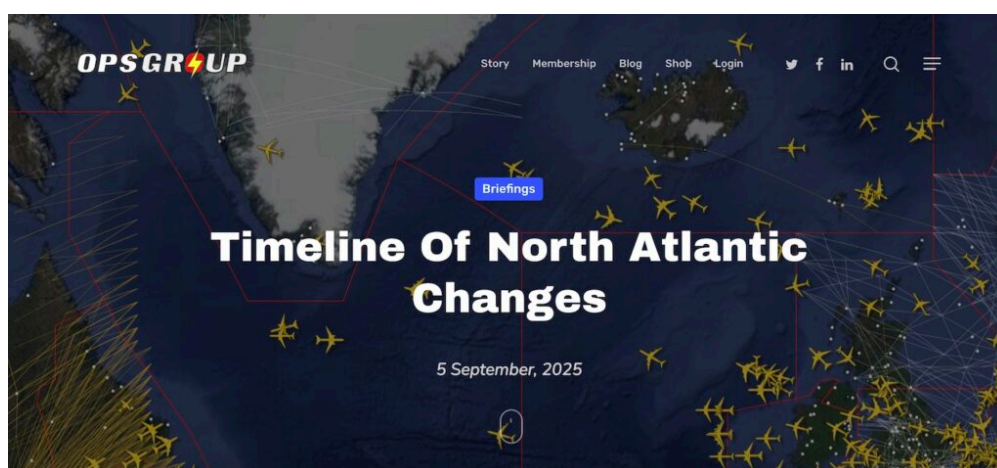 OPSGROUP
Story Membership Blog Shop Login
Briefings
Timeline Of North Atlantic
Changes
5 September, 2025